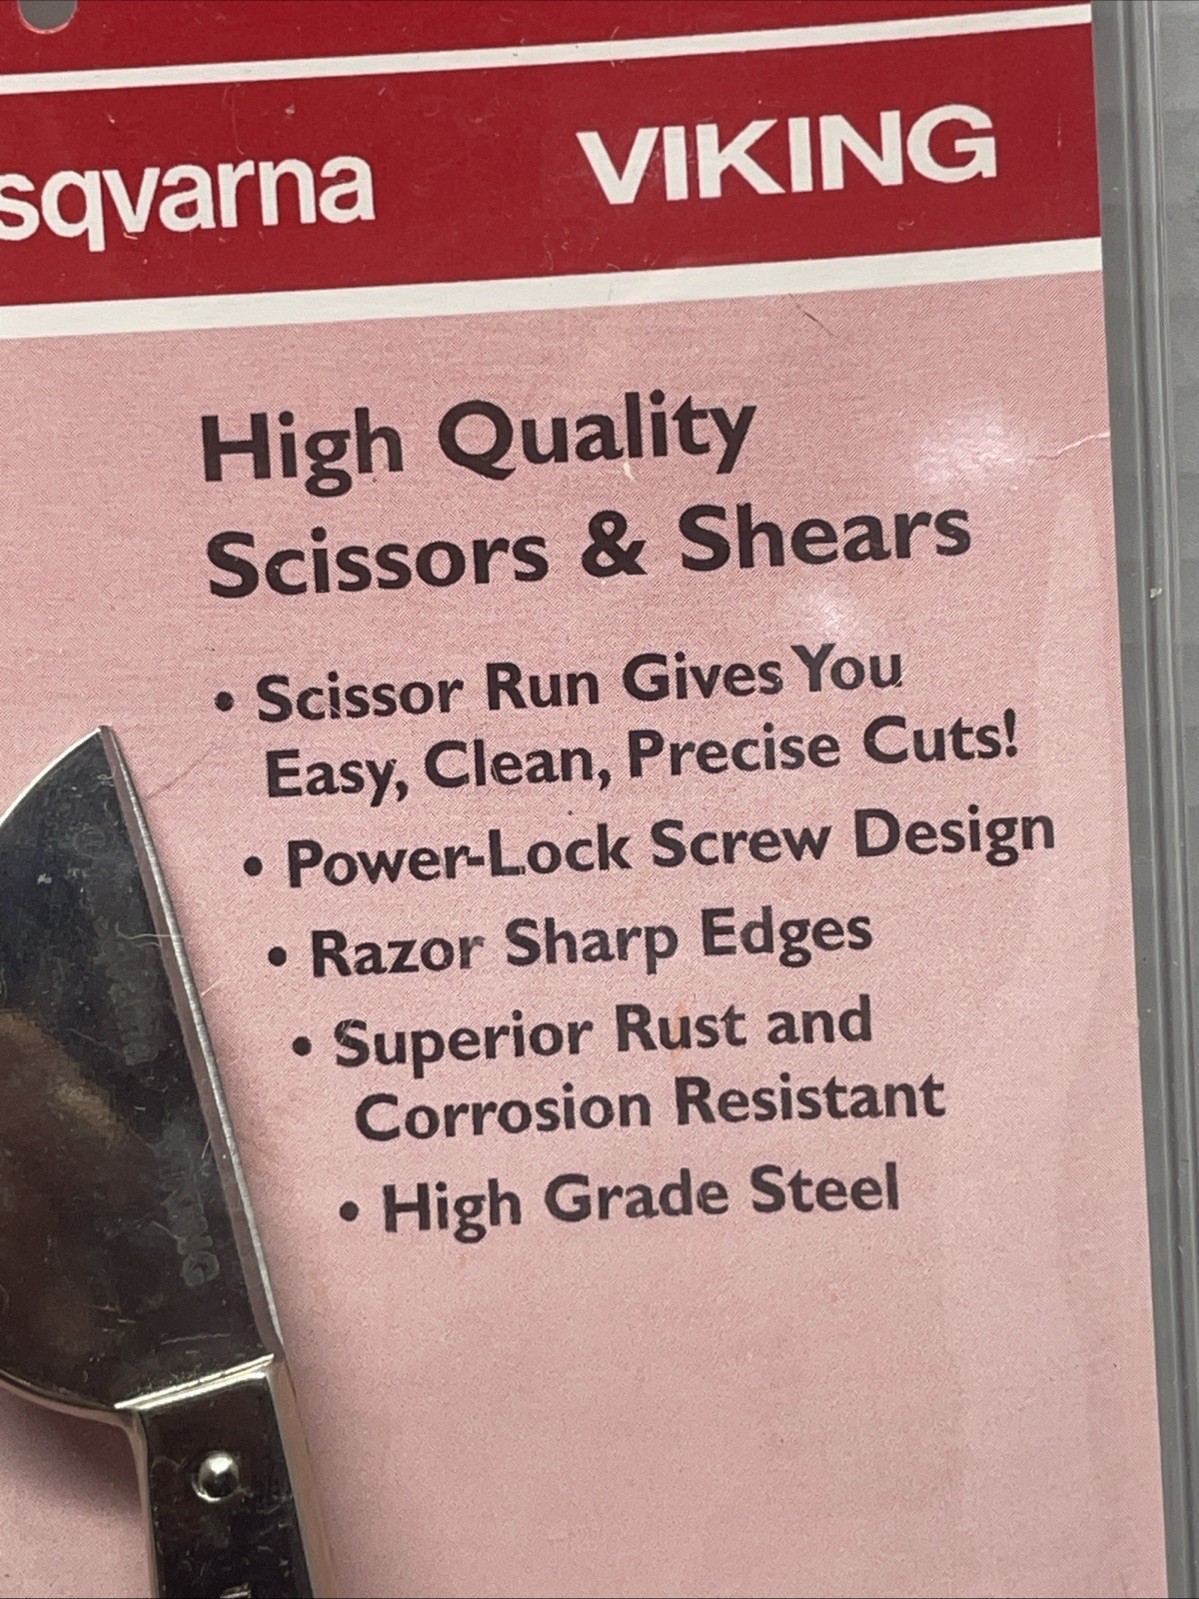 sqvarna VIKING
High Quality
Scissors & Shears
• Scissor Run Gives You
Easy, Clean, Precise Cuts!
• Power-Lock Screw Design
• Razor Sharp Edges
• Superior Rust and
Corrosion Resistant
• High Grade Steel